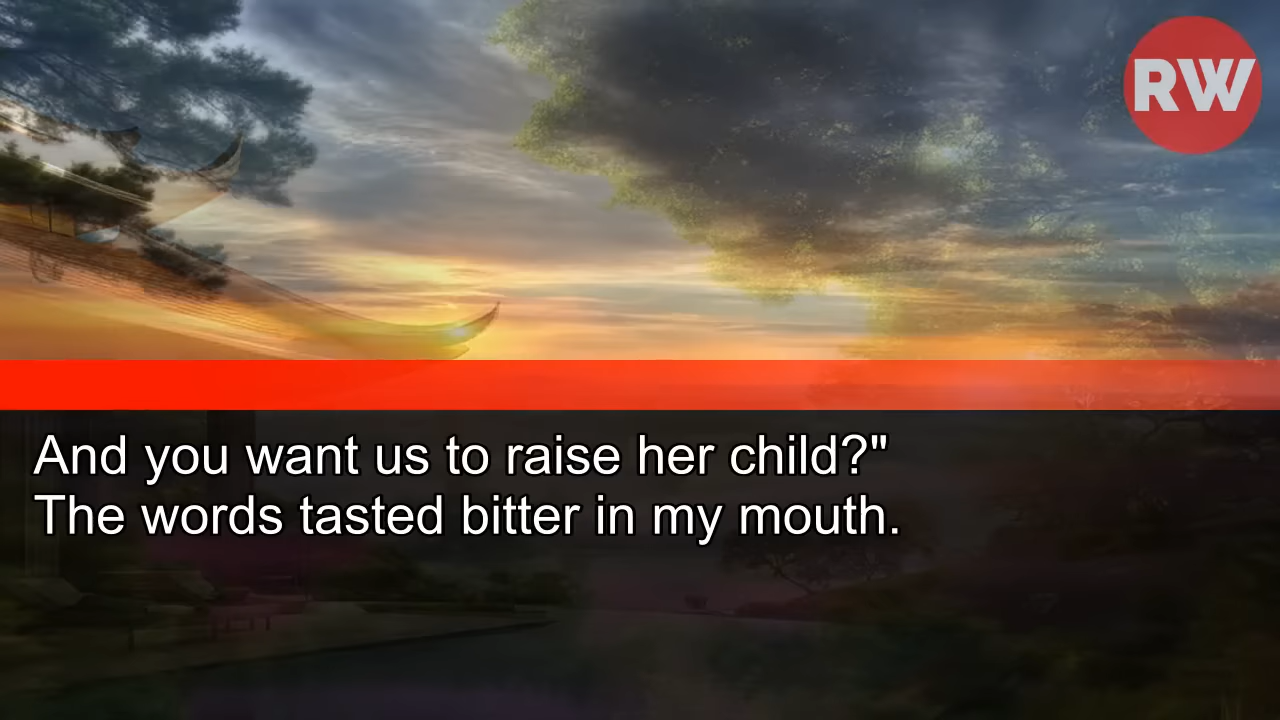 RW
And you want us to raise her child?"
The words tasted bitter in my mouth.